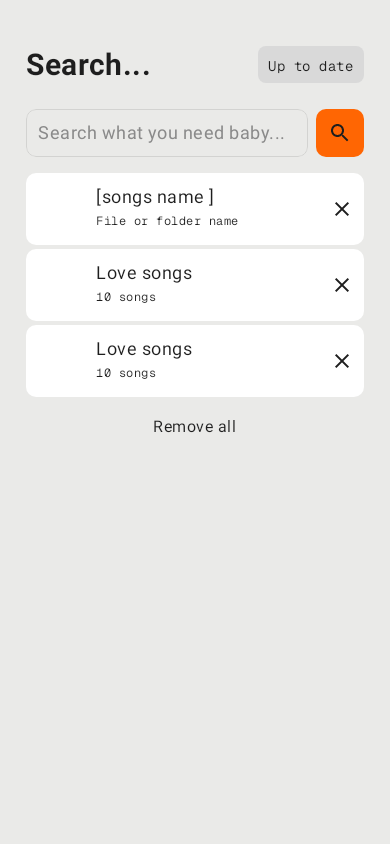 Search...
Up to date
Search what you need baby...
[songs name ]
File or folder name
Love songs
10 songs
Love songs
10 songs
Remove all